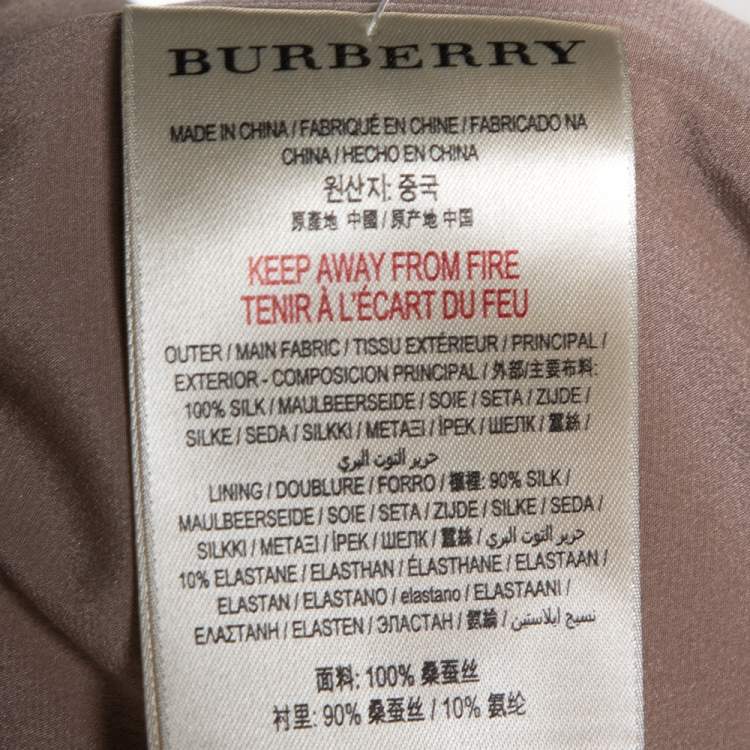 BURBERRY
MADE IN CHINA / FABRIQUÉ EN CHINE / FABRICADO NA
CHINA / HECHO EN CHINA
원산지: 중국
原產地 中國 / 原产地 中国
KEEP AWAY FROM FIRE
TENIR À L'ÉCART DU FEU
OUTER / MAIN FABRIC / TISSU EXTÉRIEUR / PRINCIPAL /
EXTERIOR - COMPOSICION PRINCIPAL / 外部/主要布料:
100% SILK / MAULBEERSEIDE / SOIE / SETA / ZIJDE /
SILKE / SEDA / SILKKI / ΜΕΤΑΞΙ / İPEK / ШЕЛК / 蠶絲 /
حرير التوت البري
LINING / DOUBLURE / FORRO / 襯裡: 90% SILK /
MAULBEERSEIDE / SOIE / SETA / ZIJDE / SILKE / SEDA /
SILKKI / ΜΕΤΑΞΙ / İPEK / ШЕЛК / 蠶絲 / حرير التوت البري
10% ELASTANE / ELASTHAN / ÉLASTHANE / ELASTAAN /
ELASTAN / ELASTANO / elastano / ELASTAANI /
ΕΛΑΣΤΑΝΗ / ELASTEN / ЭЛАСТАН / 氨綸 / نسيج ايلاستين
面料: 100% 桑蚕丝
衬里: 90% 桑蚕丝 / 10% 氨纶